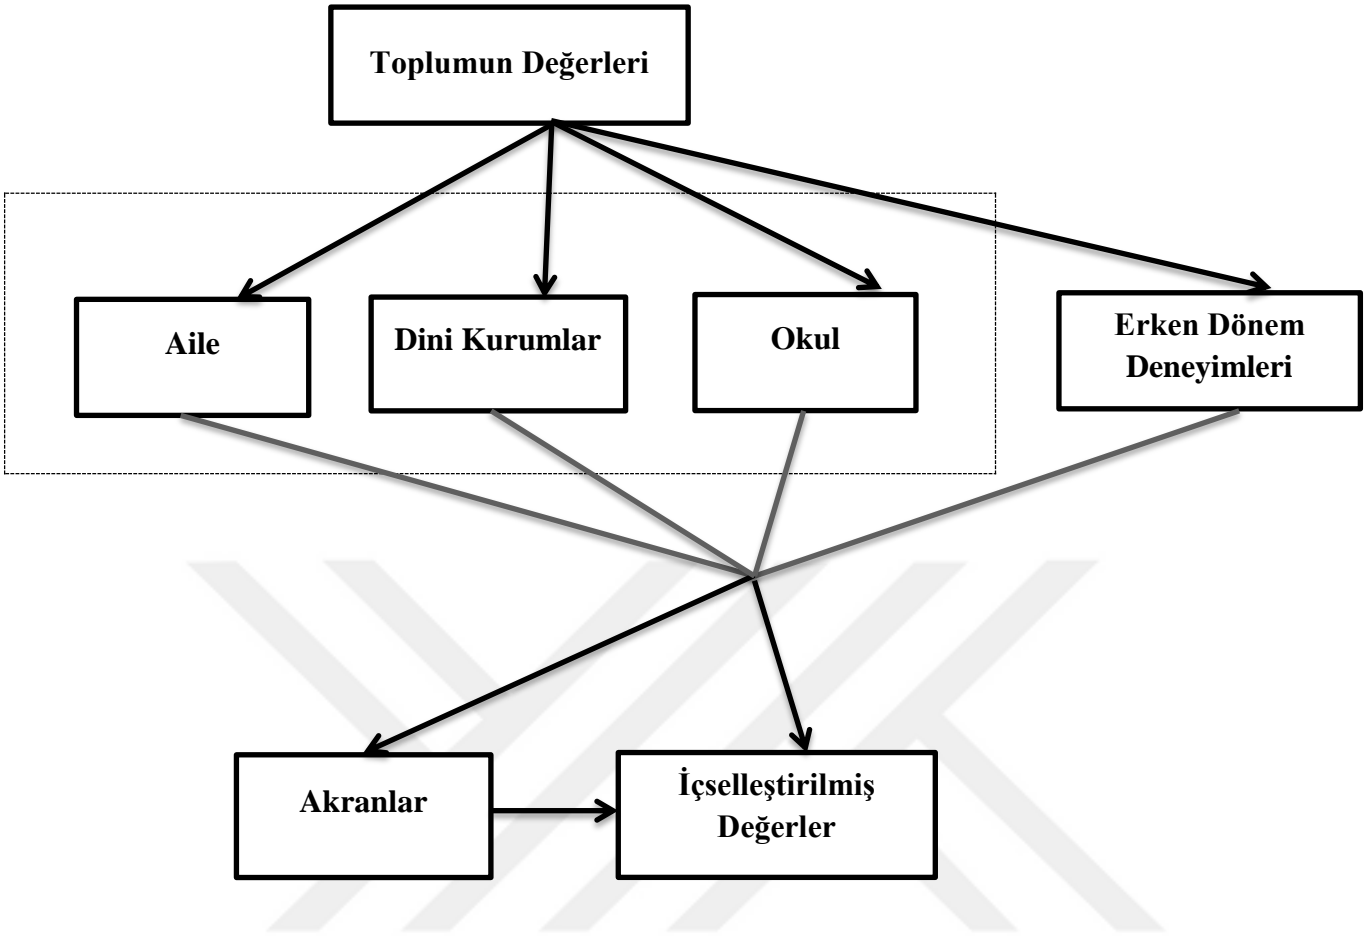 Toplumun Değerleri
Aile
Dini Kurumlar
Okul
Erken Dönem
Deneyimleri
Akranlar
İçselleştirilmiş
Değerler